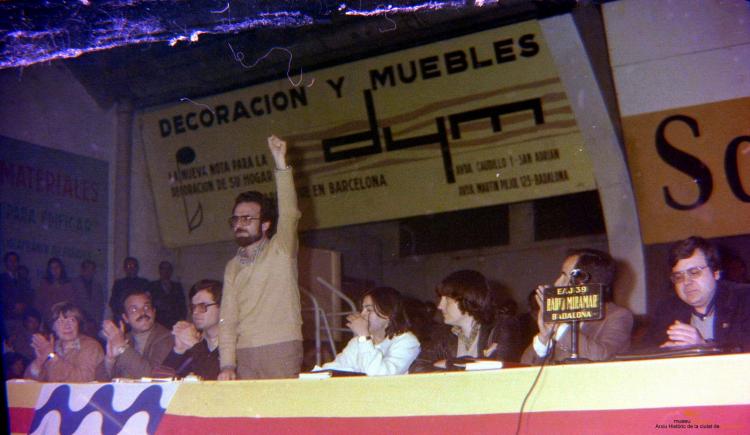 DECORACION Y MUEBLES
dym
LA NUEVA NOTA PARA LA
DECORACION DE SU HOGAR
EN BARCELONA
AVDA. CAUDILLO 1-SAN ADRIAN
AVDA. MARTIN PUJOL 125-BADALONA
MATERIALES
PARA EDIFICAR
So
EAJ 39
RADIO MIRAMAR
BADALONA
museu
Arxiu Històric de la ciutat de